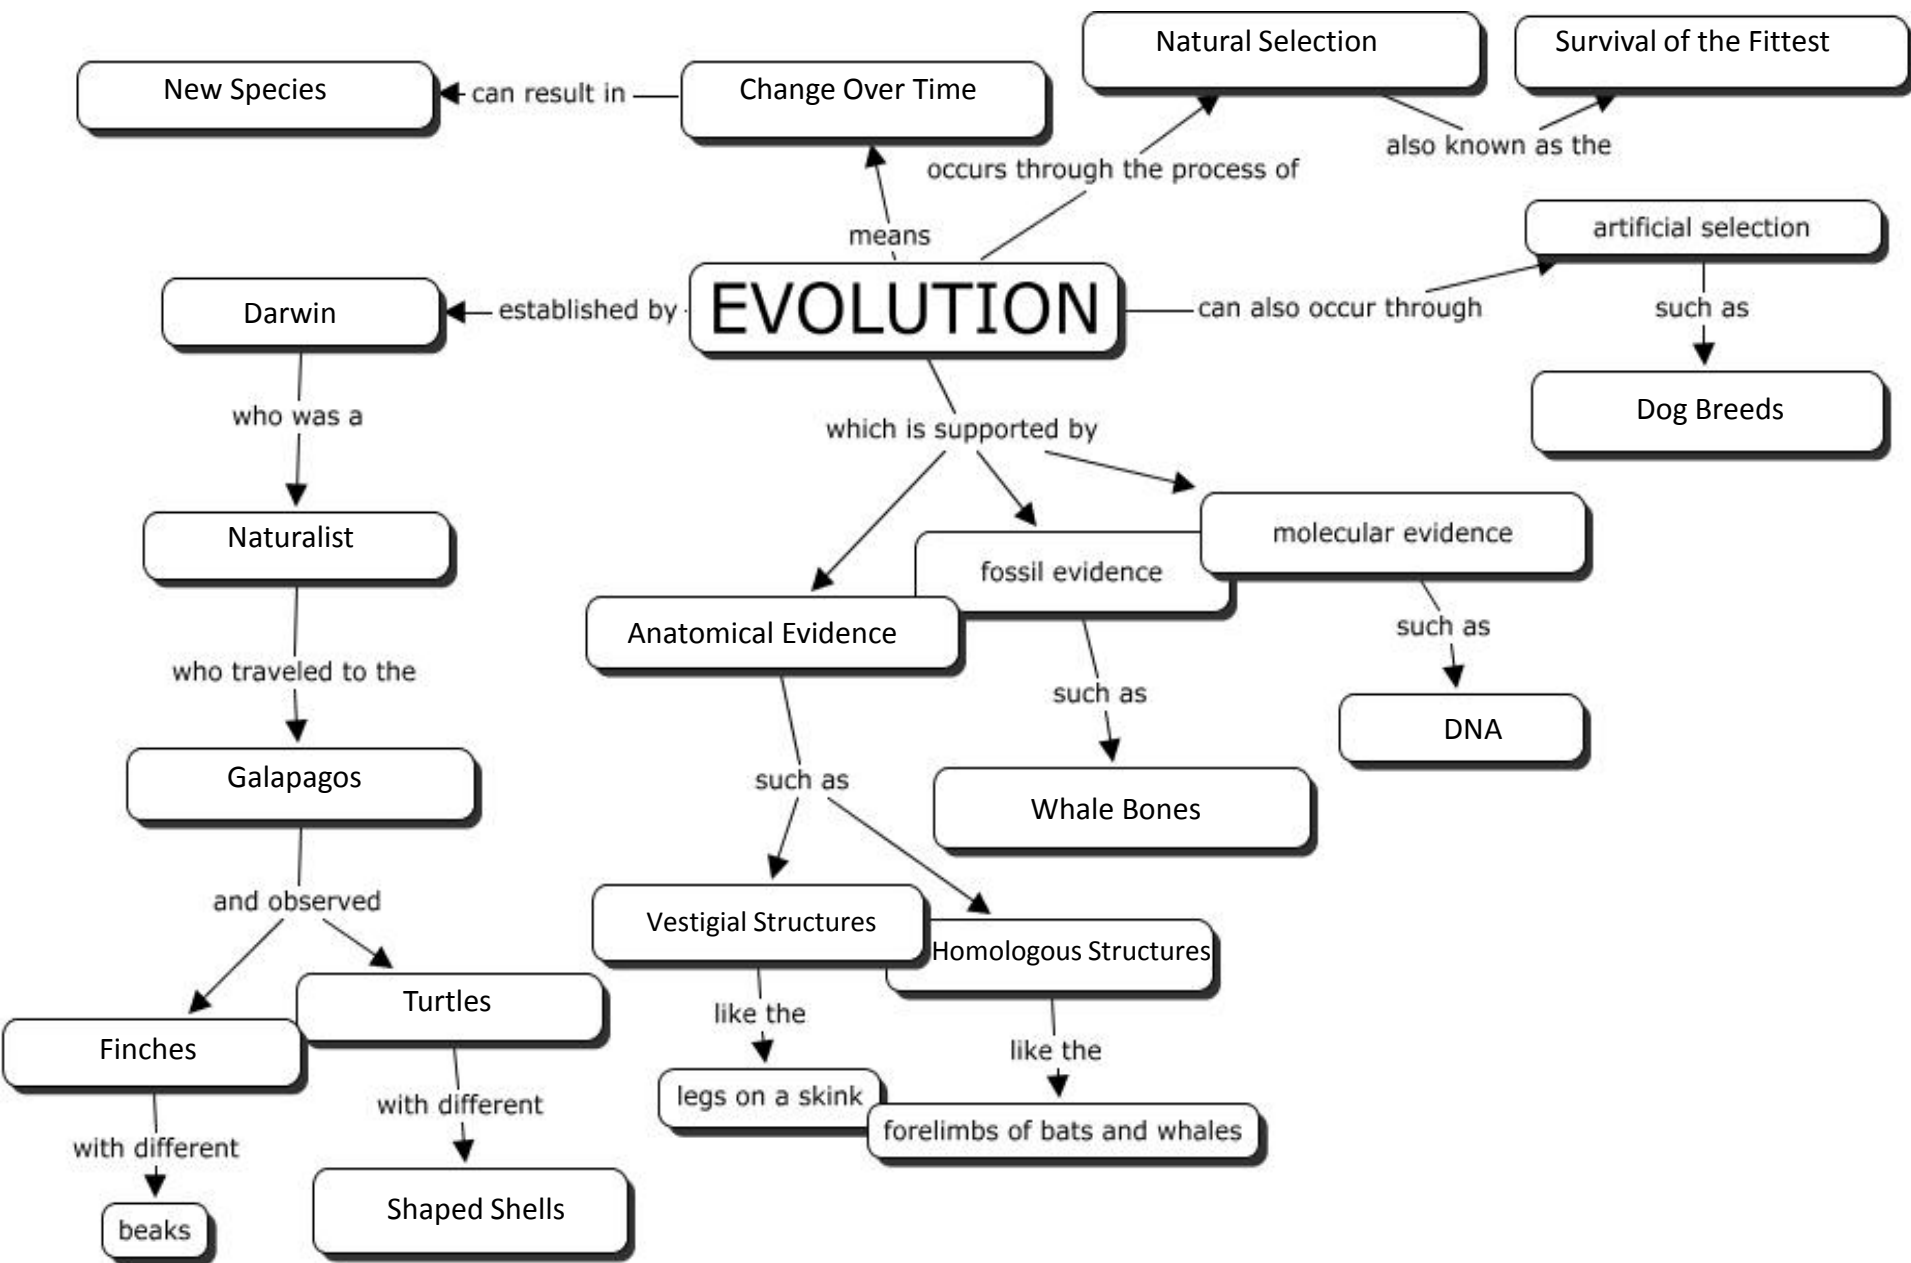 Natural Selection
Survival of the Fittest
New Species
can result in
Change Over Time
also known as the
occurs through the process of
means
artificial selection
Darwin
established by
EVOLUTION
can also occur through
such as
Dog Breeds
who was a
which is supported by
Naturalist
molecular evidence
fossil evidence
Anatomical Evidence
such as
who traveled to the
such as
DNA
Galapagos
such as
Whale Bones
and observed
Vestigial Structures
Homologous Structures
Turtles
like the
Finches
like the
legs on a skink
with different
forelimbs of bats and whales
with different
Shaped Shells
beaks